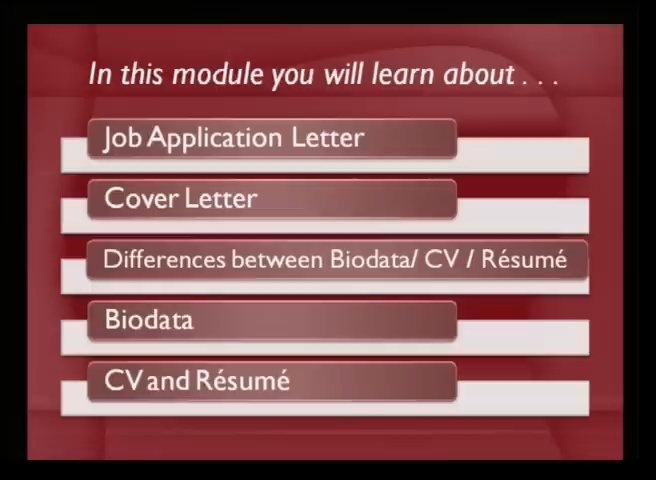 In this module you will learn about . . .
Job Application Letter
Cover Letter
Differences between Biodata/ CV / Résumé
Biodata
CV and Résumé